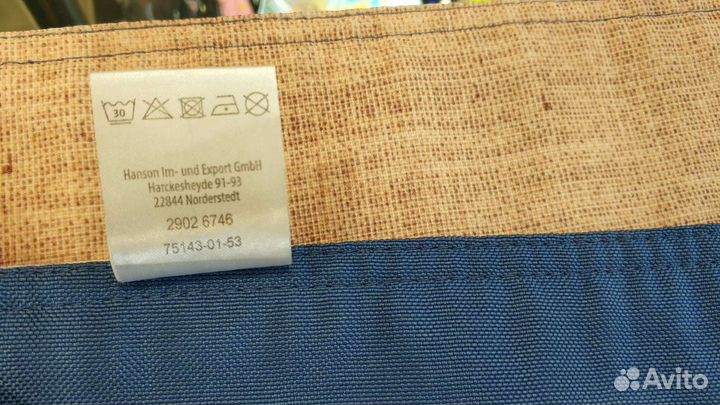 30
Hanson Im- und Export GmbH
Harckesheyde 91-93
22844 Norderstedt
2902 6746
75143-01-53
Avito